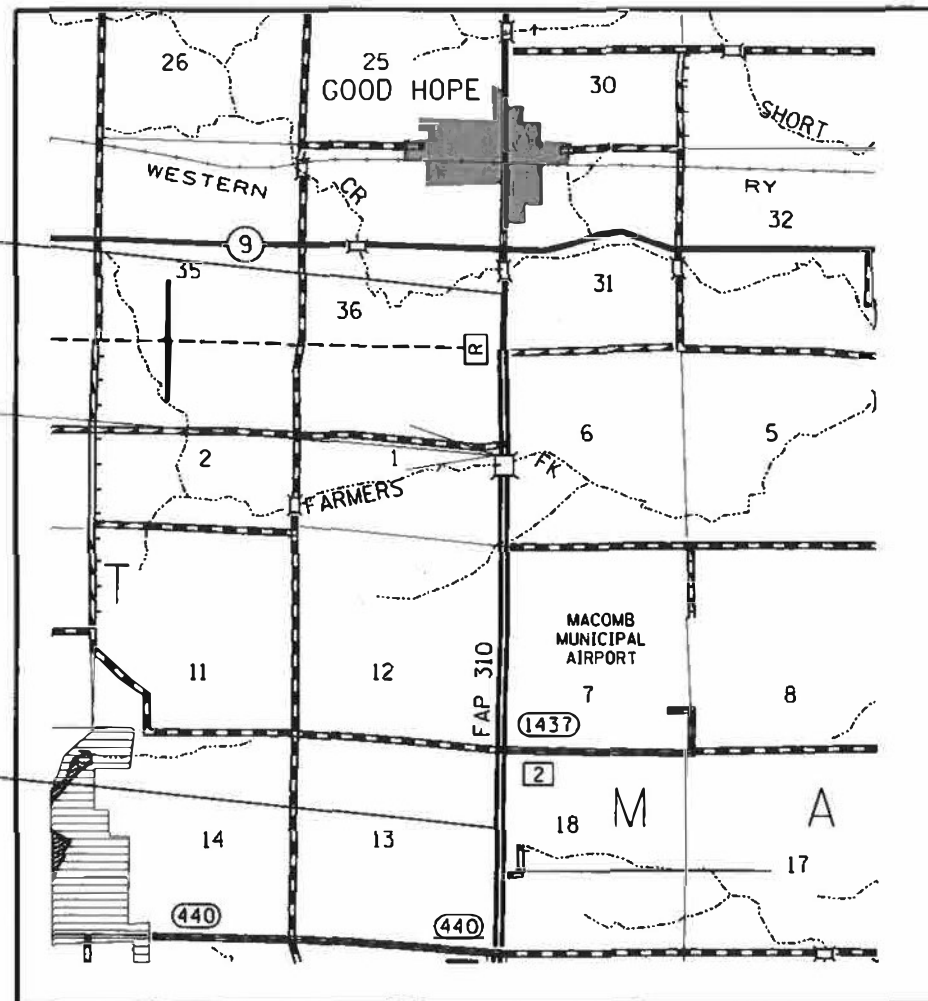 26
25
30
GOOD HOPE
SHORT
WESTERN
CR
RY
32
9
35
31
36
R
6
5
2
1
FK
FARMERS
T
MACOMB
MUNICIPAL
AIRPORT
11
12
FAP 310
7
8
1437
2
18
M
A
14
13
17
440
440